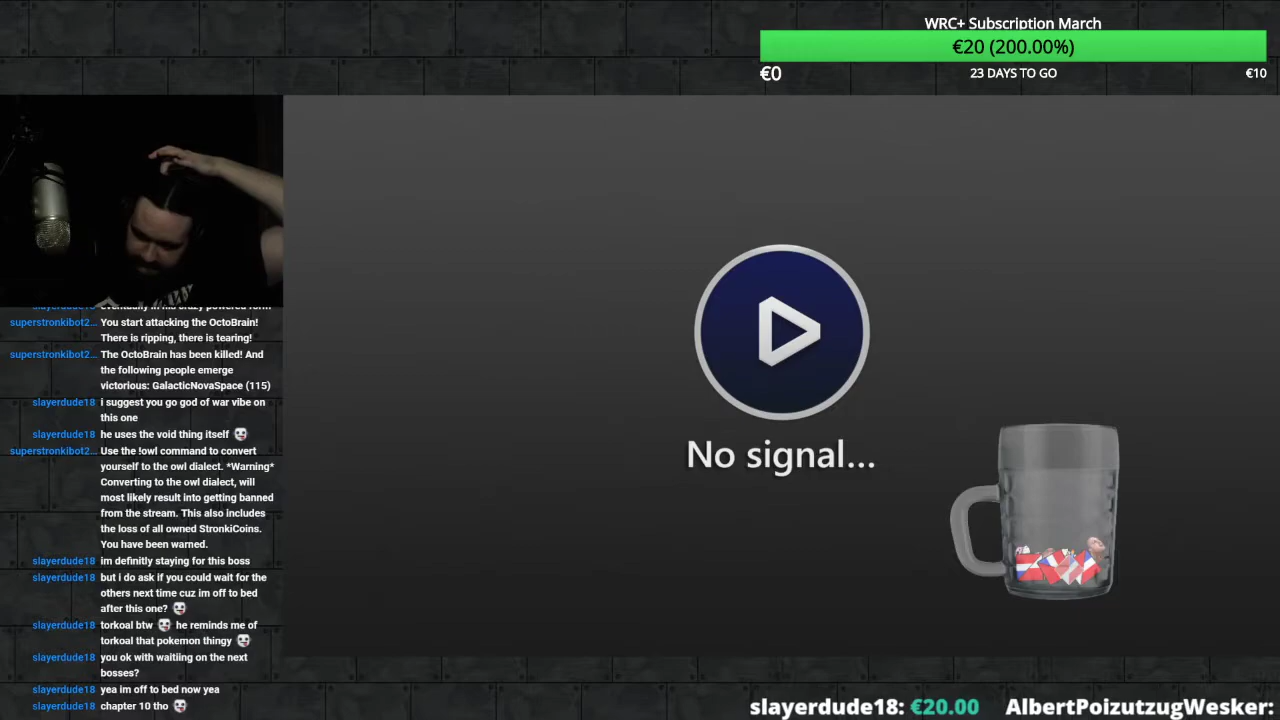 WRC+ Subscription March
€20 (200.00%)
€0
23 DAYS TO GO
€10
superstronkibot2... You start attacking the OctoBrain!
There is ripping, there is tearing!
superstronkibot2... The OctoBrain has been killed! And
the following people emerge
victorious: GalacticNovaSpace (115)
slayerdude18 i suggest you go god of war vibe on
this one
slayerdude18 he uses the void thing itself
superstronkibot2... Use the !owl command to convert
yourself to the owl dialect. *Warning*
Converting to the owl dialect, will
most likely result into getting banned
from the stream. This also includes
the loss of all owned StronkiCoins.
You have been warned.
slayerdude18 im definitly staying for this boss
slayerdude18 but i do ask if you could wait for the
others next time cuz im off to bed
after this one?
slayerdude18 torkoal btw he reminds me of
torkoal that pokemon thingy
slayerdude18 you ok with waitiing on the next
bosses?
slayerdude18 yea im off to bed now yea
slayerdude18 chapter 10 tho
No signal...
slayerdude18: €20.00 AlbertPoizutzugWesker: